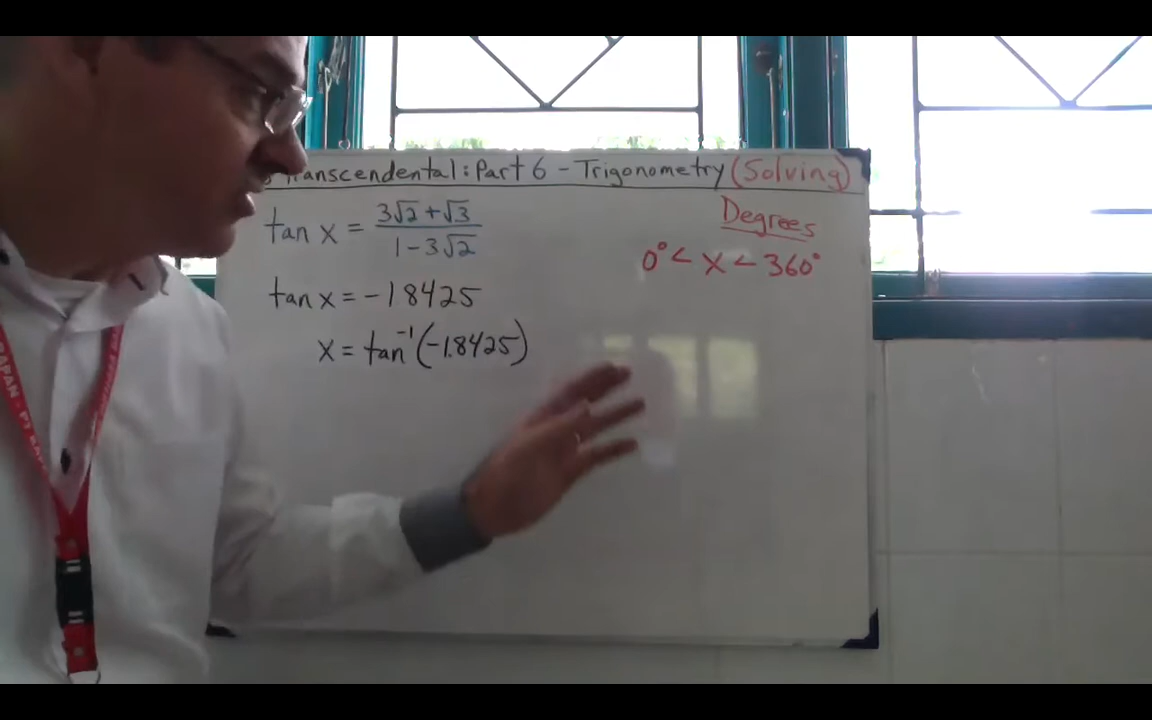 Transcendental: Part 6 - Trigonometry (Solving)
tan x = (3√2 + √3) / (1 - 3√2)
Degrees
0° < x < 360°
tan x = -1.8425
x = tan⁻¹(-1.8425)